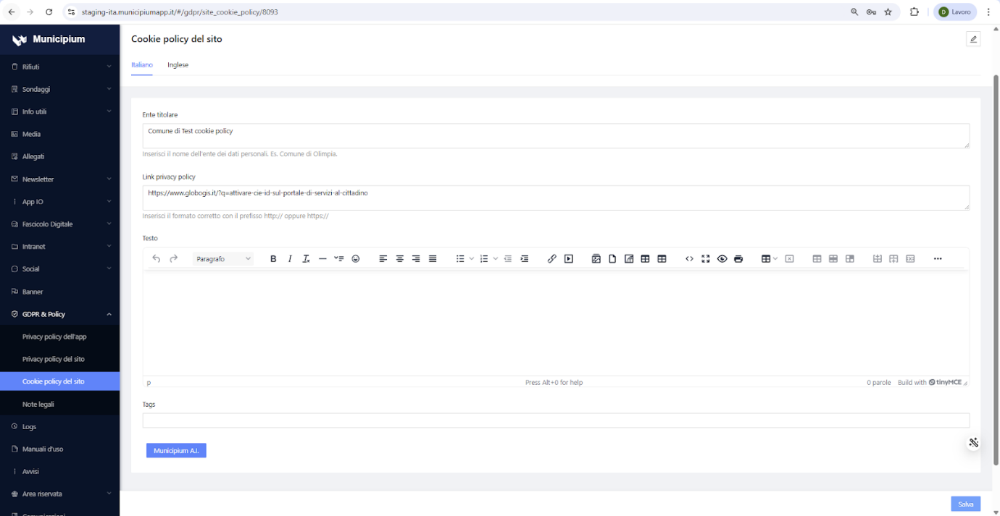 staging-ita.municipiumapp.it/#/gdpr/site_cookie_policy/8093
D Lavoro
Municipium
Rifiuti
Sondaggi
Info utili
Media
Allegati
Newsletter
App IO
Fascicolo Digitale
Intranet
Social
Banner
GDPR & Policy
Privacy policy dell'app
Privacy policy del sito
Cookie policy del sito
Note legali
Logs
Manuali d'uso
Avvisi
Area riservata
Cookie policy del sito
Italiano Inglese
Ente titolare
Comune di Test cookie policy
Inserisci il nome dell'ente dei dati personali. Es. Comune di Olimpia.
Link privacy policy
https://www.globogis.it/?q=attivare-cie-id-sul-portale-di-servizi-al-cittadino
Inserisci il formato corretto con il prefisso http:// oppure https://
Testo
Paragrafo
p Press Alt+0 for help 0 parole Build with tinyMCE
Tags
Municipium A.I.
Salva